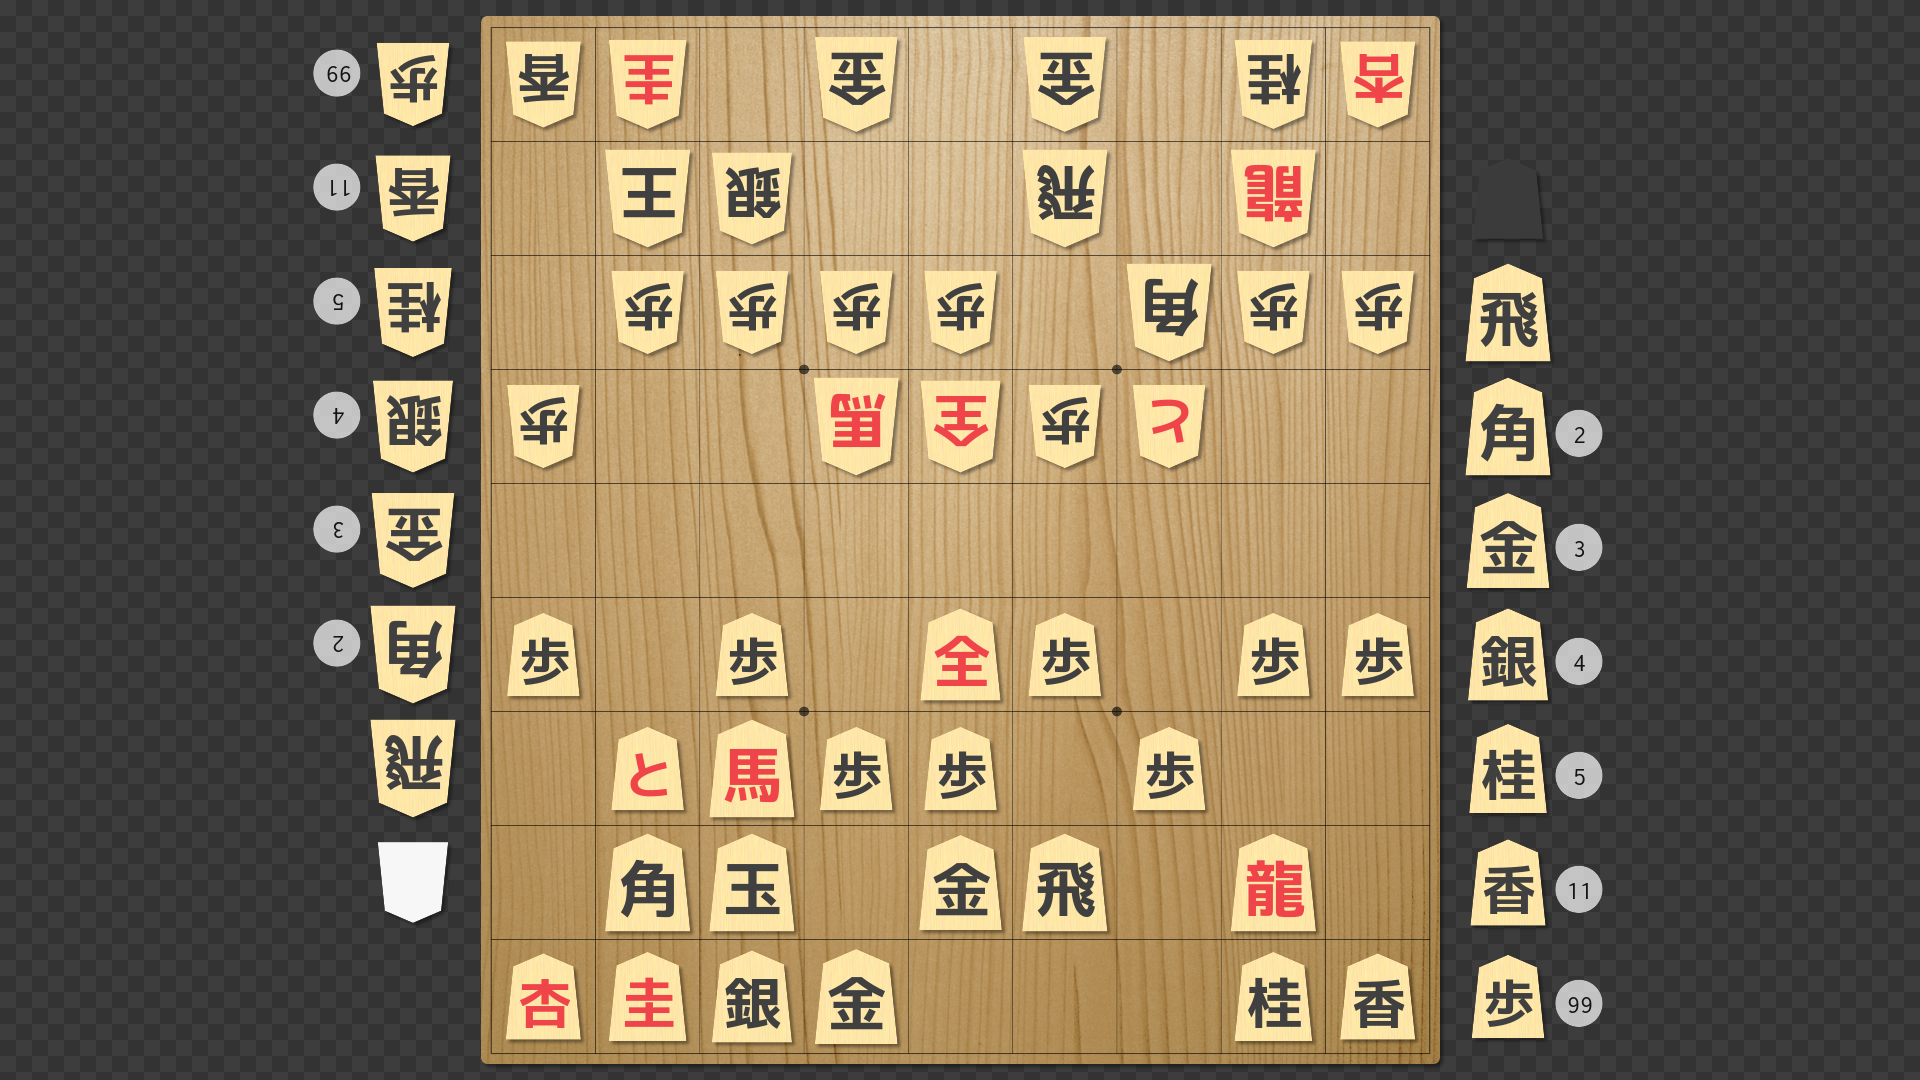 99 歩 香 圭 金 金 桂 杏
11 香 王 銀 飛 龍
5 桂 歩 歩 歩 歩 角 歩 歩 飛
4 銀 歩 馬 全 歩 と 角 2
3 金 金 3
2 角 歩 歩 全 歩 歩 歩 銀 4
飛 と 馬 歩 歩 歩 桂 5
角 玉 金 飛 龍 香 11
杏 圭 銀 金 桂 香 歩 99